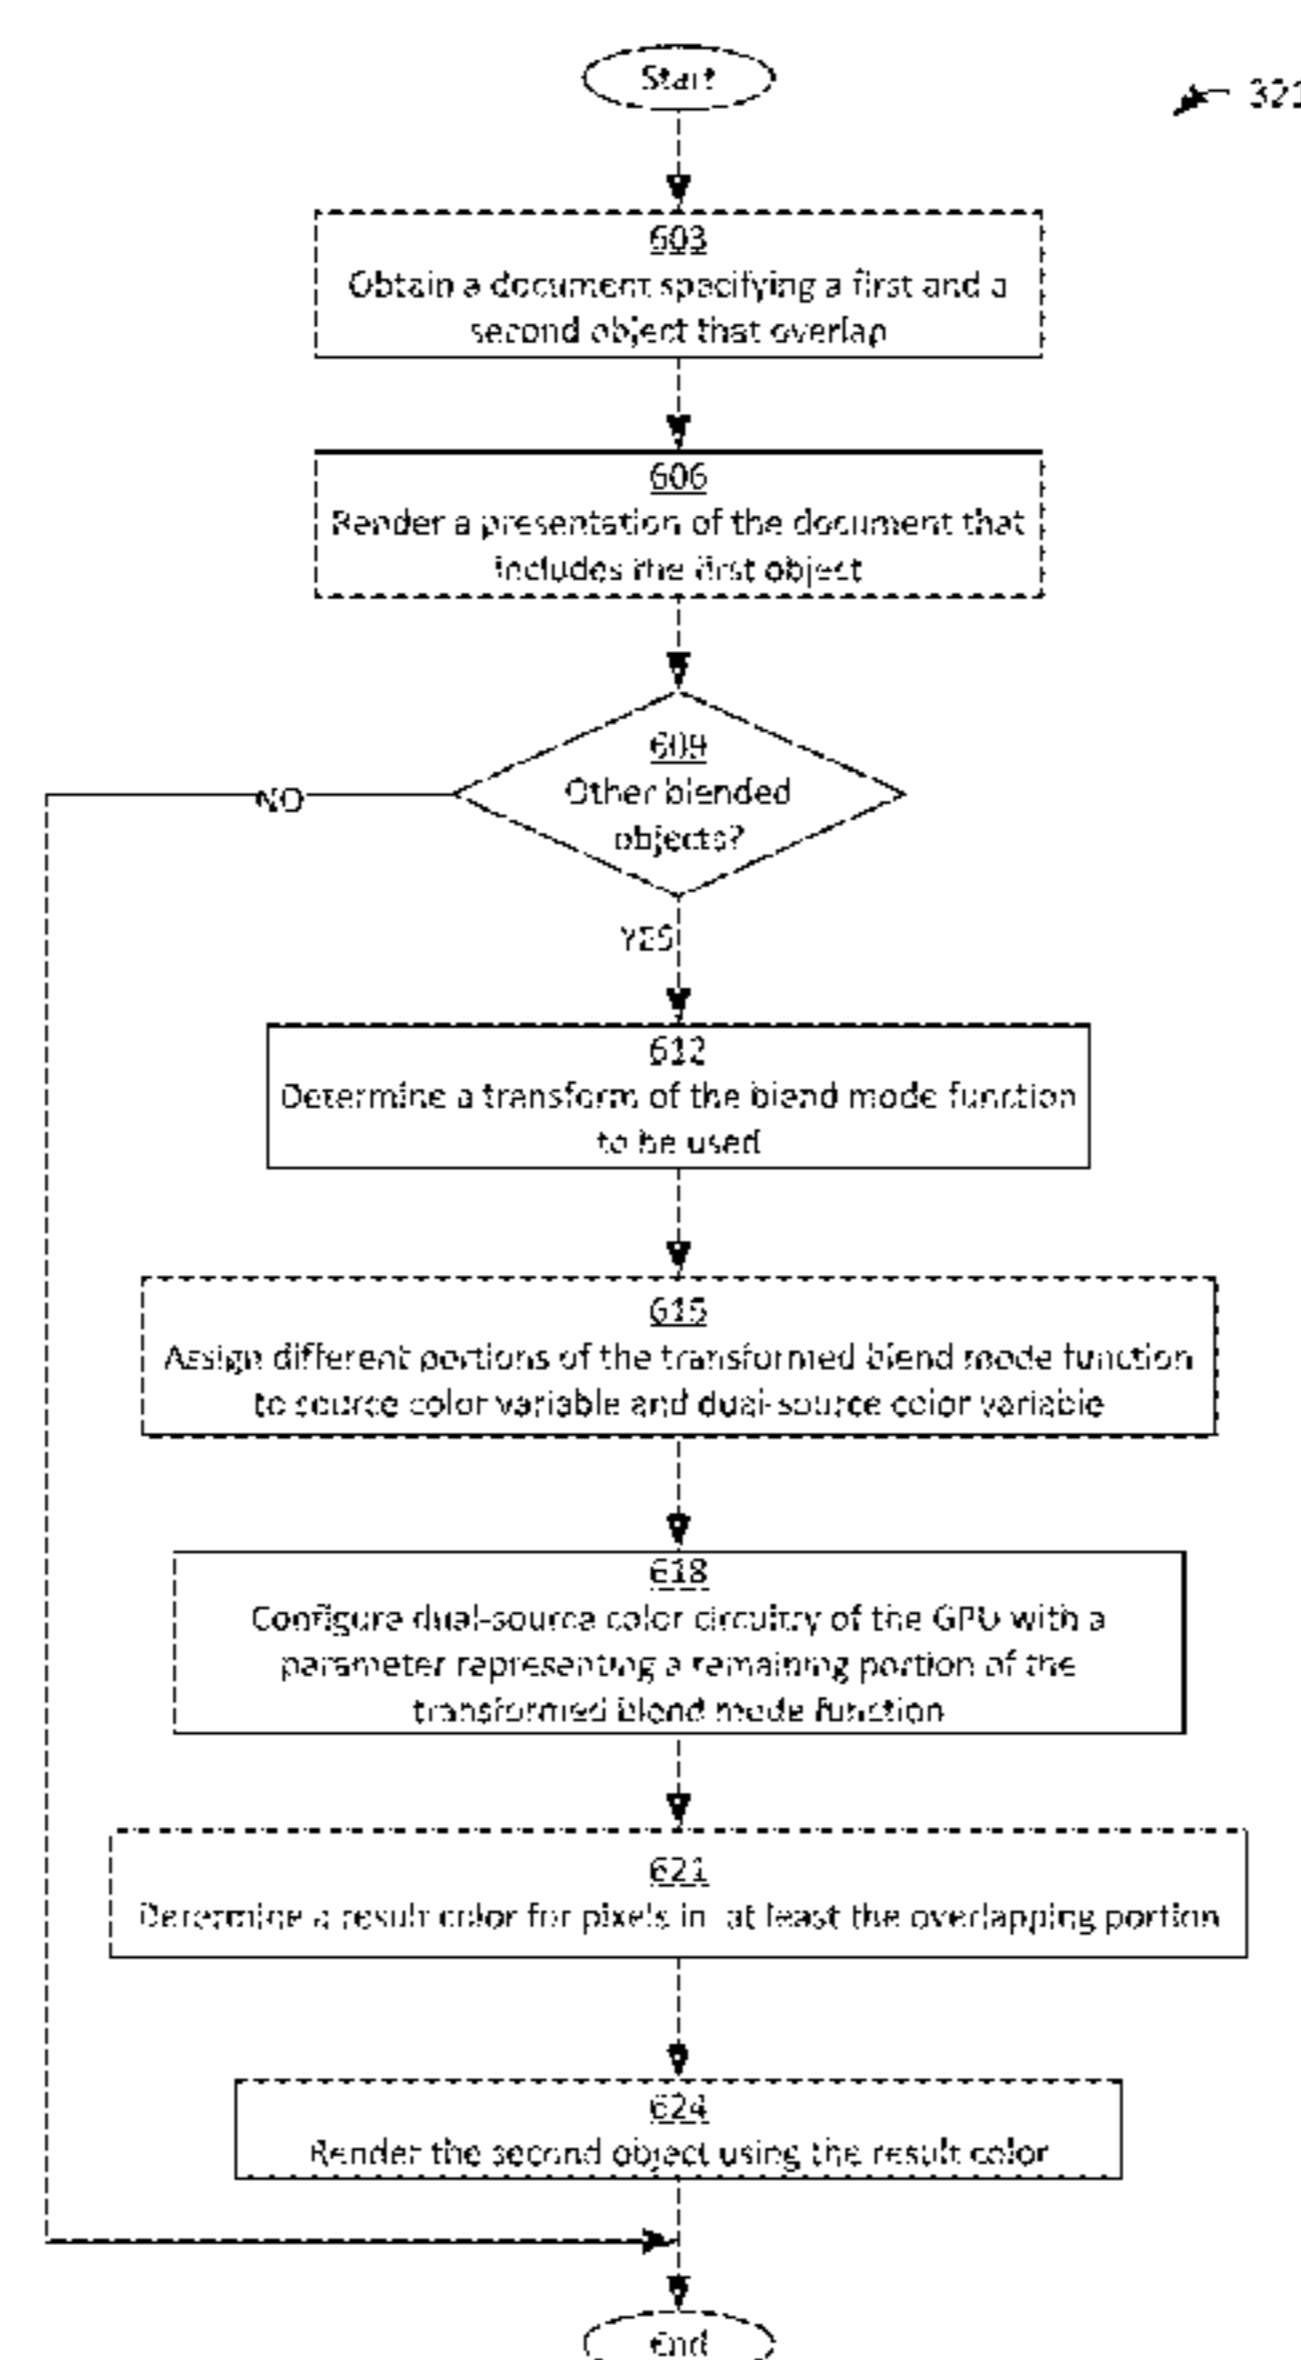 Start
321
603
Obtain a document specifying a first and a
second object that overlap
606
Render a presentation of the document that
includes the first object
609
Other blended
objects?
NO
YES
612
Determine a transform of the blend mode function
to be used
615
Assign different portions of the transformed blend mode function
to source color variable and dual-source color variable
618
Configure dual-source color circuitry of the GPU with a
parameter representing a remaining portion of the
transformed blend mode function
621
Determine a result color for pixels in at least the overlapping portion
624
Render the second object using the result color
End